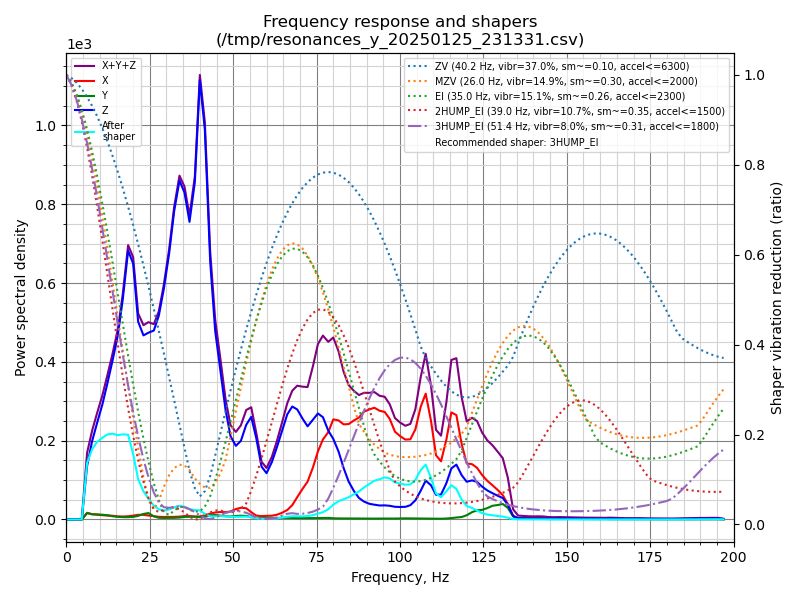 Frequency response and shapers
(/tmp/resonances_y_20250125_231331.csv)
1e3
X+Y+Z
X
Y
Z
After
shaper
ZV (40.2 Hz, vibr=37.0%, sm~=0.10, accel<=6300)
MZV (26.0 Hz, vibr=14.9%, sm~=0.30, accel<=2000)
EI (35.0 Hz, vibr=15.1%, sm~=0.26, accel<=2300)
2HUMP_EI (39.0 Hz, vibr=10.7%, sm~=0.35, accel<=1500)
3HUMP_EI (51.4 Hz, vibr=8.0%, sm~=0.31, accel<=1800)
Recommended shaper: 3HUMP_EI
Power spectral density
1.0
0.8
0.6
0.4
0.2
0.0
1.0
0.8
0.6
0.4
0.2
0.0
Shaper vibration reduction (ratio)
0 25 50 75 100 125 150 175 200
Frequency, Hz